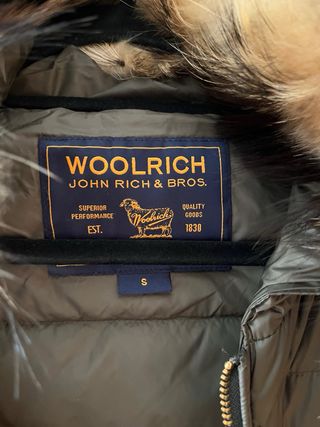 WOOLRICH
JOHN RICH & BROS.
SUPERIOR PERFORMANCE
QUALITY GOODS
Woolrich
EST. 1830
S